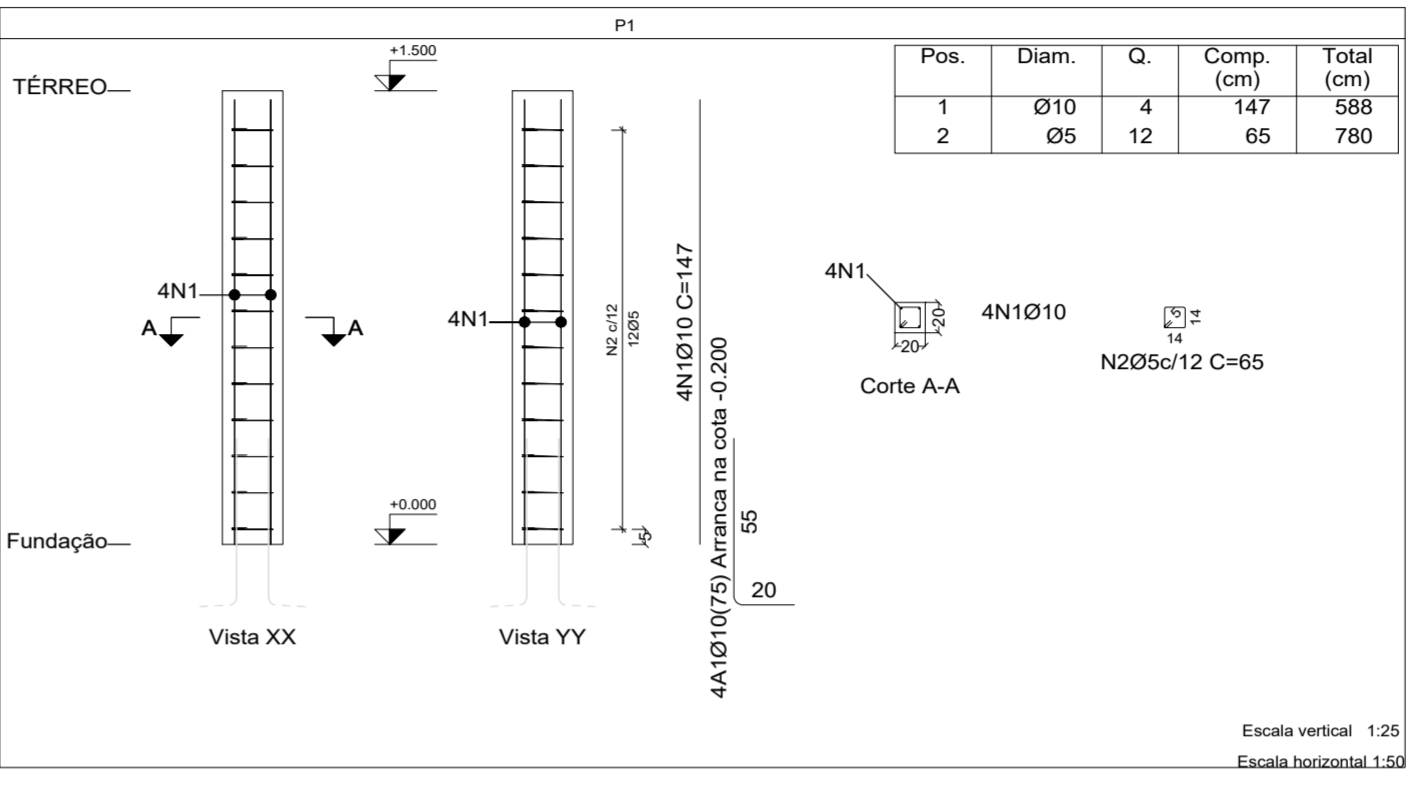 P1
TÉRREO
+1.500
4N1
A
A
+0.000
Fundação
Vista XX
4N1
N2 c/12
12Ø5
5
Vista YY
4N1Ø10 C=147
4A1Ø10(75) Arranca na cota -0.200
55
20
Pos. Diam. Q. Comp. (cm) Total (cm)
1 Ø10 4 147 588
2 Ø5 12 65 780
4N1
20
20
4N1Ø10
Corte A-A
5
14
14
N2Ø5c/12 C=65
Escala vertical 1:25
Escala horizontal 1:50